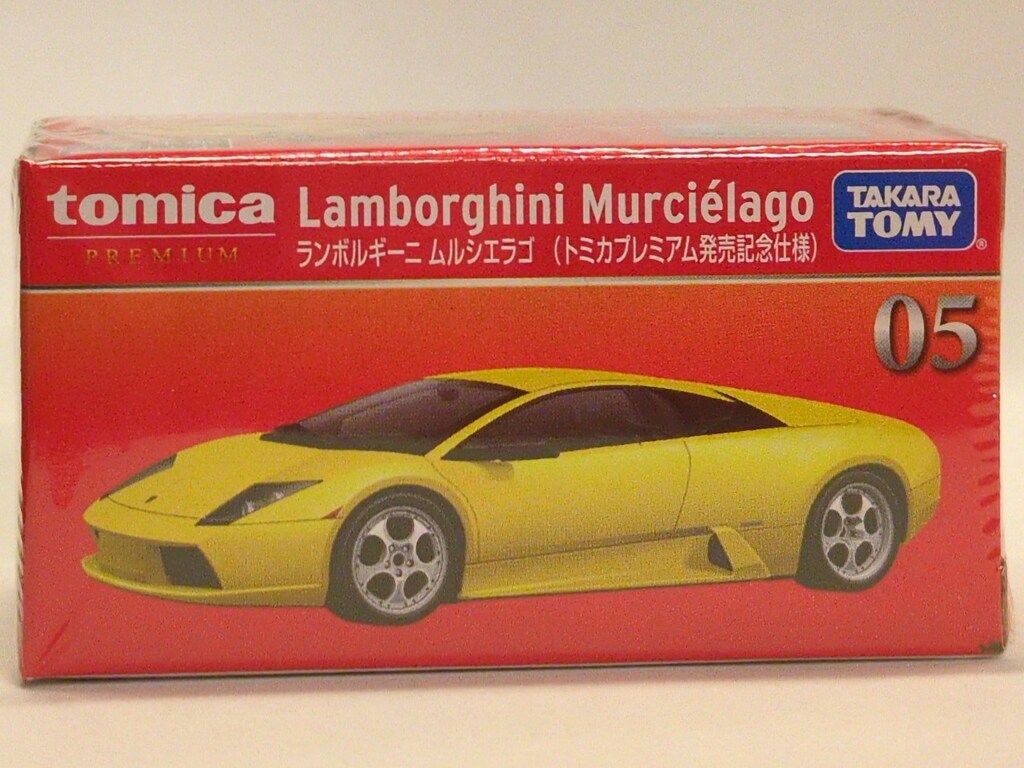 tomica
PREMIUM
Lamborghini Murciélago
ランボルギーニ ムルシエラゴ （トミカプレミアム発売記念仕様）
TAKARA
TOMY
®
05